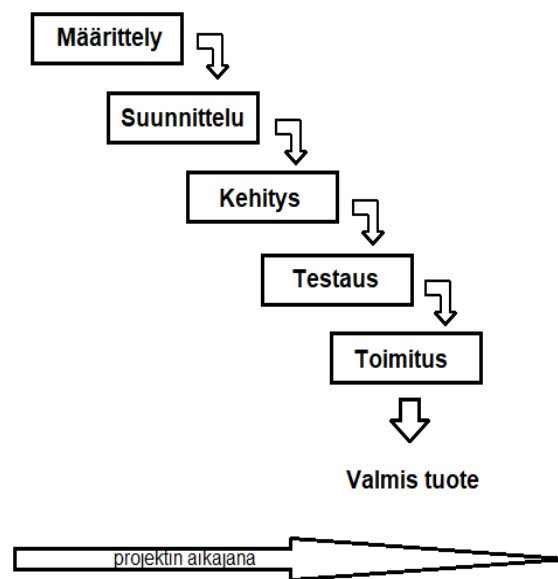 Määrittely
Suunnittelu
Kehitys
Testaus
Toimitus
Valmis tuote
projektin aikajana